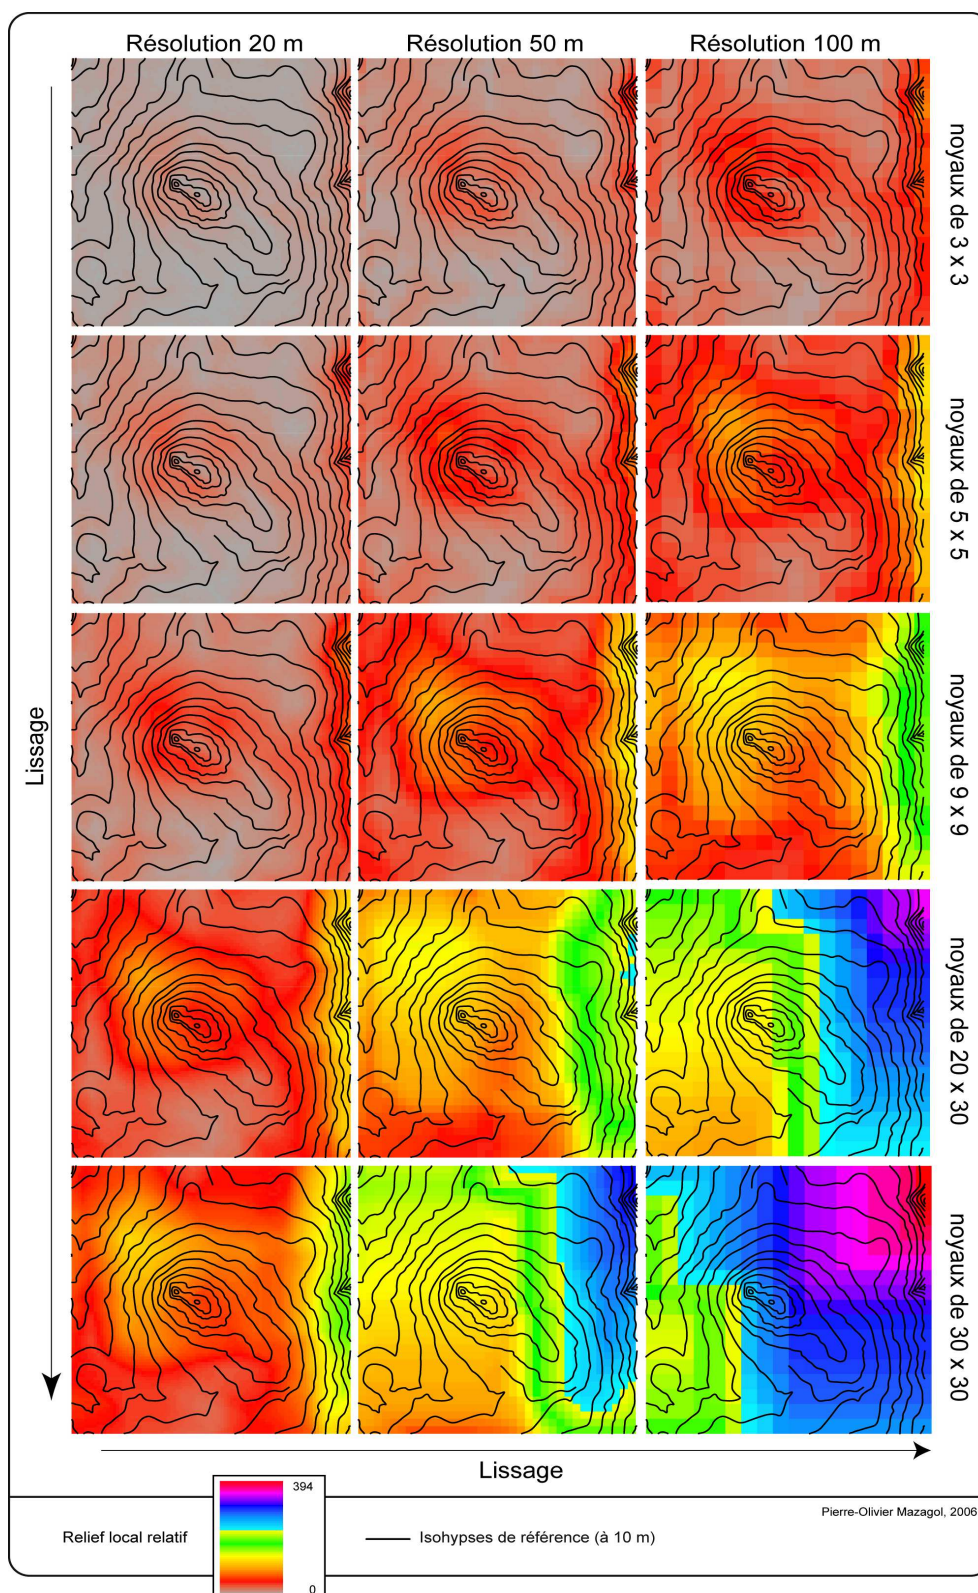 Résolution 20 m
Résolution 50 m
Résolution 100 m
noyaux de 3 x 3
noyaux de 5 x 5
noyaux de 9 x 9
noyaux de 20 x 30
noyaux de 30 x 30
Lissage
Lissage
394
Relief local relatif
0
Isohypses de référence (à 10 m)
Pierre-Olivier Mazagol, 2006